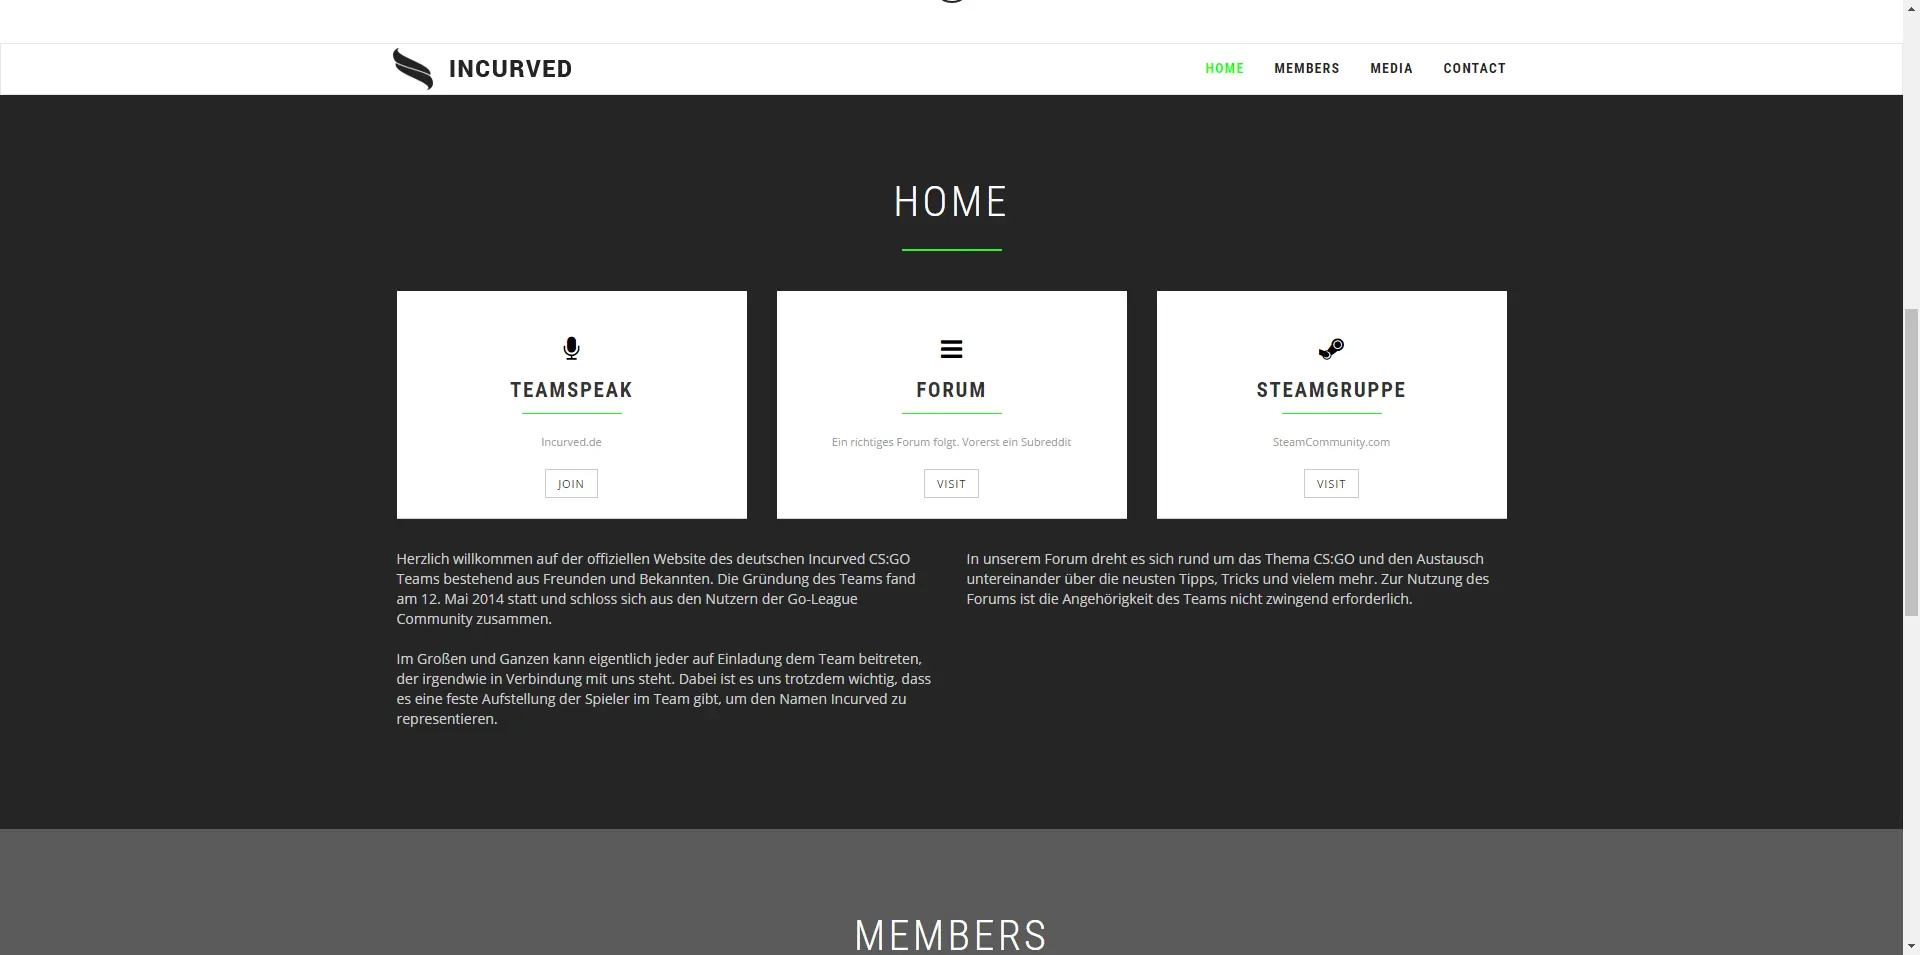 INCURVED
HOME
MEMBERS
MEDIA
CONTACT
HOME
TEAMSPEAK
Incurved.de
JOIN
FORUM
Ein richtiges Forum folgt. Vorerst ein Subreddit
VISIT
STEAMGRUPPE
SteamCommunity.com
VISIT
Herzlich willkommen auf der offiziellen Website des deutschen Incurved CS:GO
Teams bestehend aus Freunden und Bekannten. Die Gründung des Teams fand
am 12. Mai 2014 statt und schloss sich aus den Nutzern der Go-League
Community zusammen.
Im Großen und Ganzen kann eigentlich jeder auf Einladung dem Team beitreten,
der irgendwie in Verbindung mit uns steht. Dabei ist es uns trotzdem wichtig, dass
es eine feste Aufstellung der Spieler im Team gibt, um den Namen Incurved zu
representieren.
In unserem Forum dreht es sich rund um das Thema CS:GO und den Austausch
untereinander über die neusten Tipps, Tricks und vielem mehr. Zur Nutzung des
Forums ist die Angehörigkeit des Teams nicht zwingend erforderlich.
MEMBERS